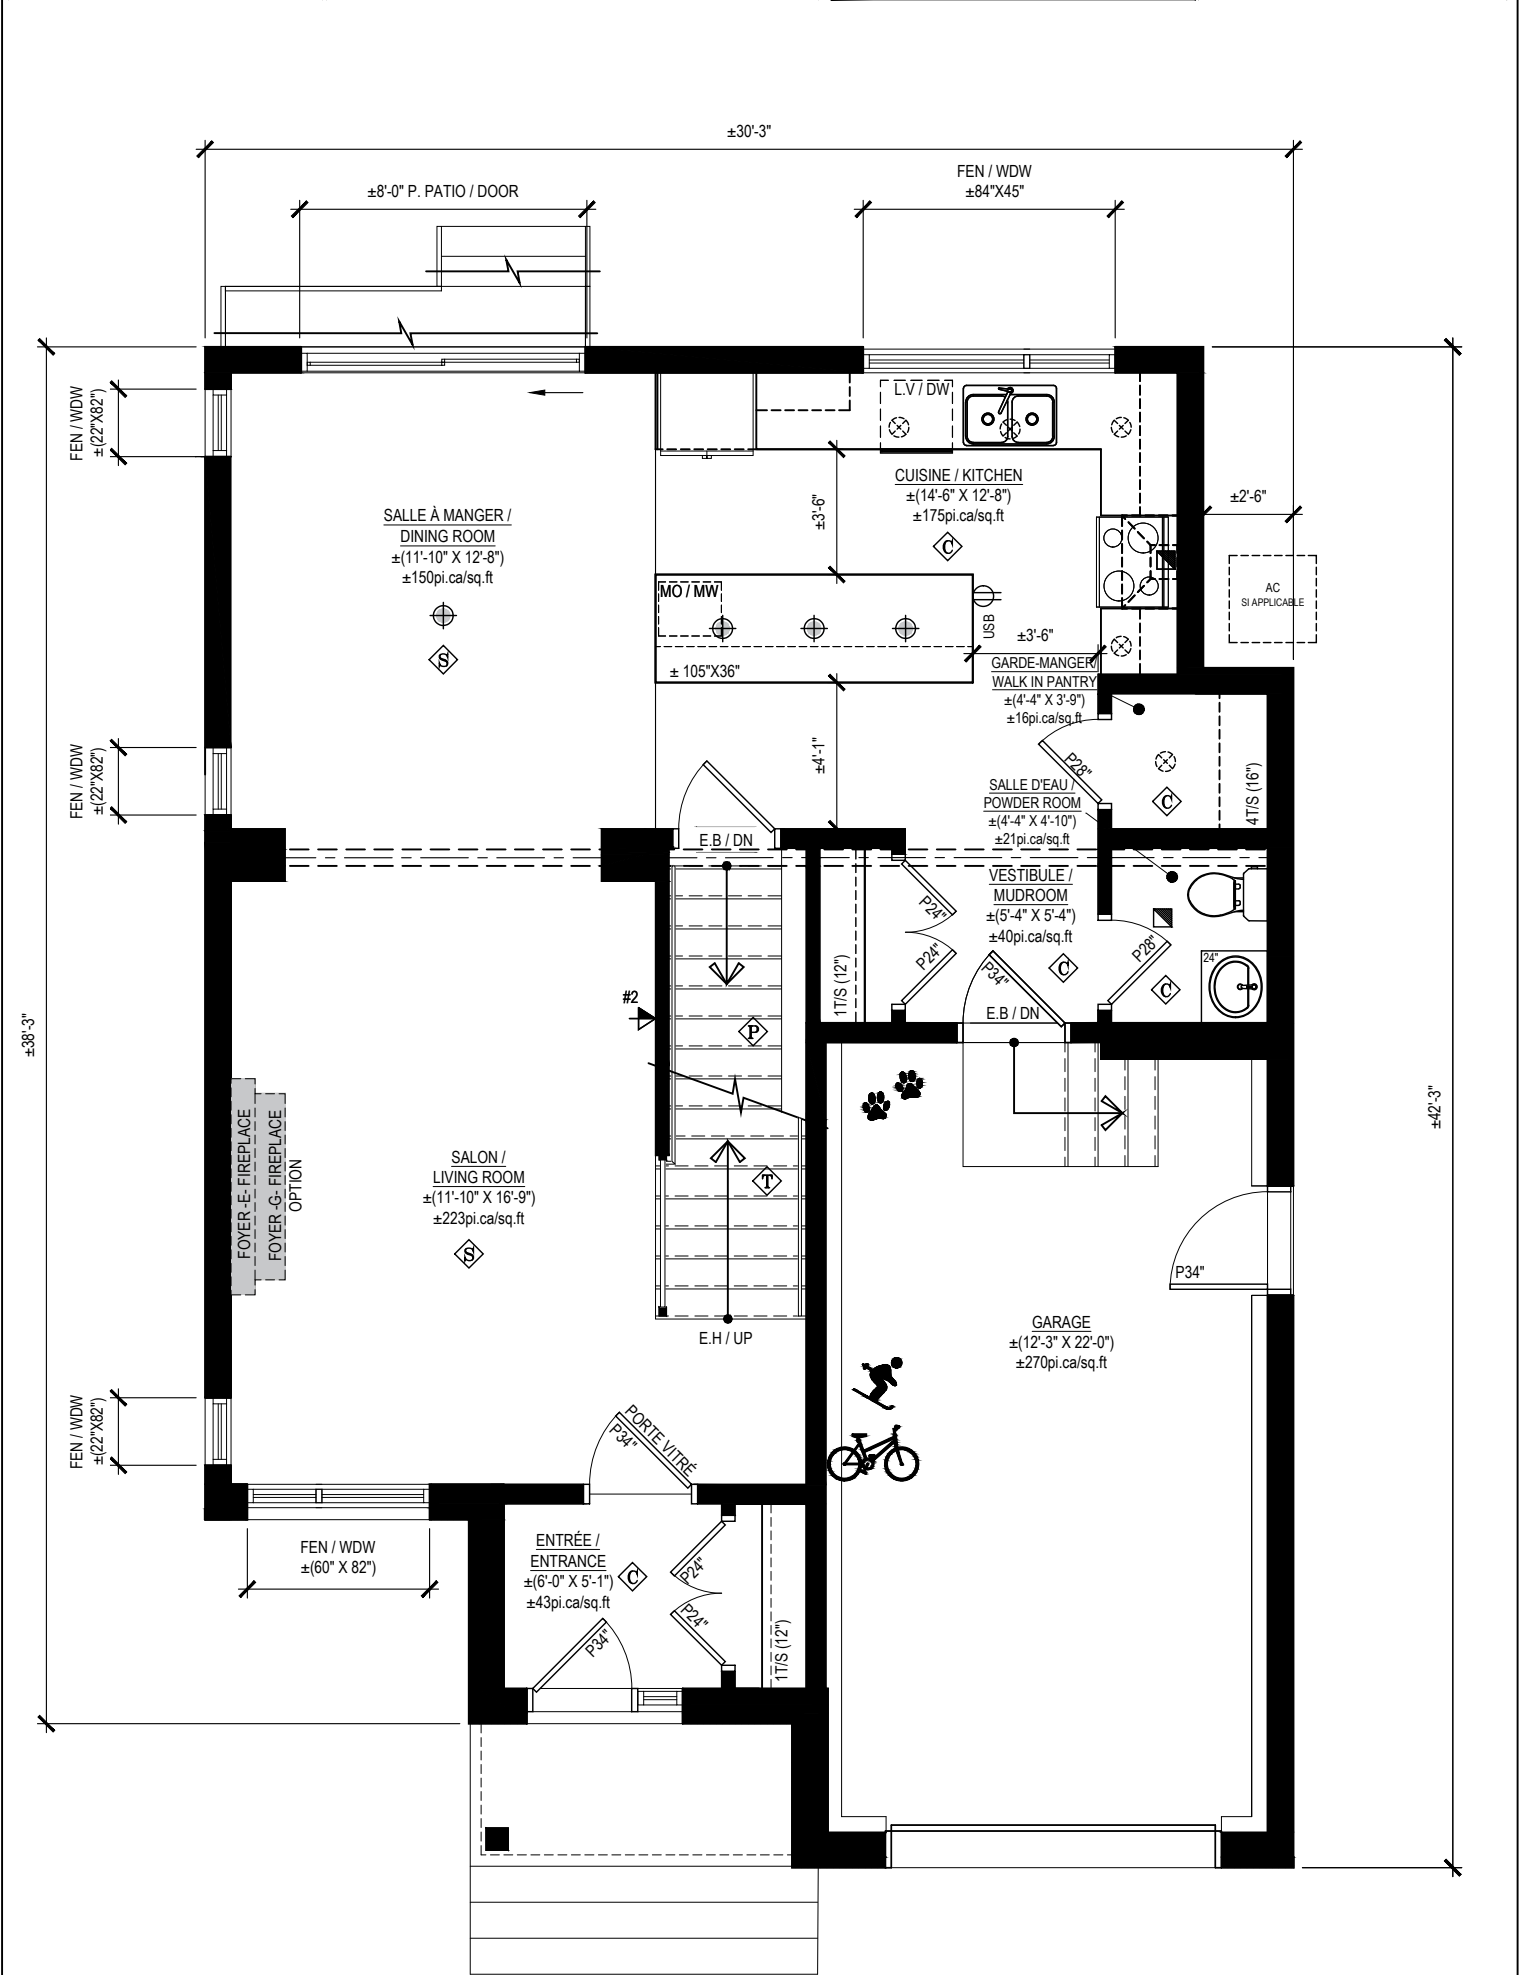 ±30'-3"
±8'-0" P. PATIO / DOOR
FEN / WDW
±84"X45"
FEN / WDW
±(22"X82")
L.V / DW
CUISINE / KITCHEN
±(14'-6" X 12'-8")
±175pi.ca/sq.ft
C
±3'-6"
±2'-6"
SALLE À MANGER /
DINING ROOM
±(11'-10" X 12'-8")
±150pi.ca/sq.ft
S
MO / MW
USB
±3'-6"
± 105"X36"
AC
SI APPLICABLE
GARDE-MANGER/
WALK IN PANTRY
±(4'-4" X 3'-9")
±16pi.ca/sq.ft
P28"
C
4T/S (16")
±4'-1"
FEN / WDW
±(22"X82")
SALLE D'EAU /
POWDER ROOM
±(4'-4" X 4'-10")
±21pi.ca/sq.ft
E.B / DN
VESTIBULE /
MUDROOM
±(5'-4" X 5'-4")
±40pi.ca/sq.ft
C
P24"
P24"
1T/S (12")
P34"
P28"
24"
C
E.B / DN
#2
P
±38'-3"
±42'-3"
T
FOYER -E- FIREPLACE
FOYER -G- FIREPLACE
OPTION
SALON /
LIVING ROOM
±(11'-10" X 16'-9")
±223pi.ca/sq.ft
S
E.H / UP
P34"
GARAGE
±(12'-3" X 22'-0")
±270pi.ca/sq.ft
FEN / WDW
±(22"X82")
PORTE VITRÉ
P34"
FEN / WDW
±(60" X 82")
ENTRÉE /
ENTRANCE
±(6'-0" X 5'-1")
±43pi.ca/sq.ft
C
P24"
P24"
P34"
1T/S (12")